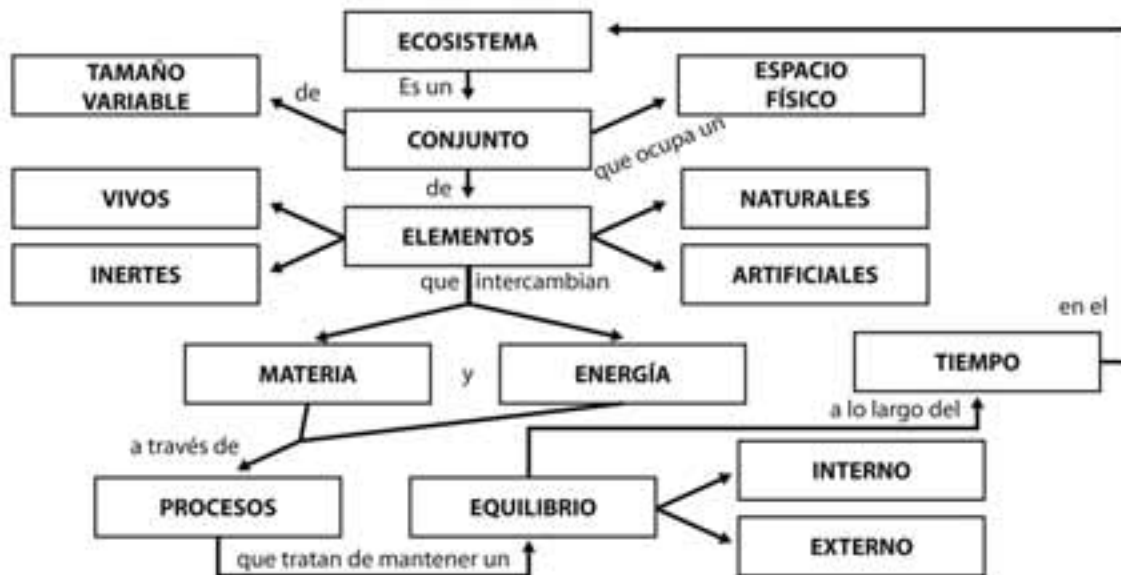 ECOSISTEMA
Es un
TAMAÑO
VARIABLE
de
ESPACIO
FÍSICO
CONJUNTO
que ocupa un
de
VIVOS
NATURALES
ELEMENTOS
INERTES
ARTIFICIALES
que intercambian
en el
MATERIA
y
ENERGÍA
TIEMPO
a lo largo del
a través de
INTERNO
PROCESOS
EQUILIBRIO
EXTERNO
que tratan de mantener un